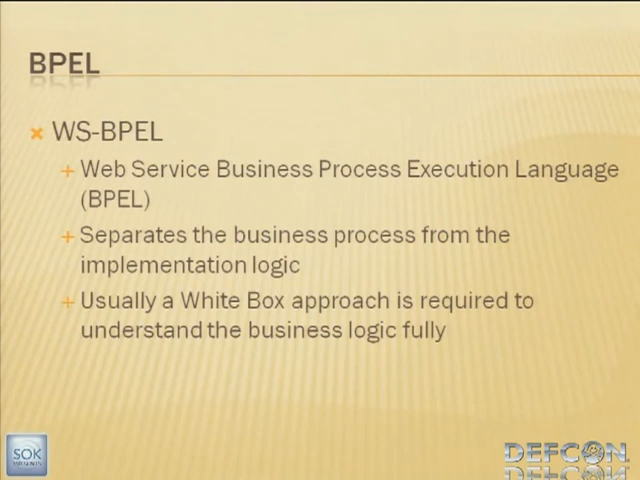 BPEL
WS-BPEL
Web Service Business Process Execution Language
(BPEL)
Separates the business process from the
implementation logic
Usually a White Box approach is required to
understand the business logic fully
SOK
DEFCON